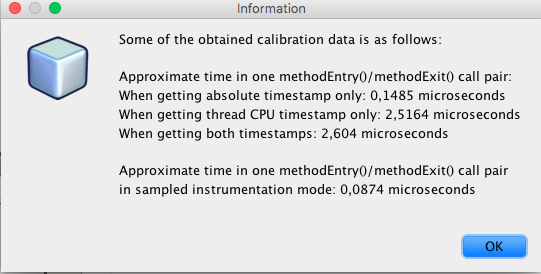 Information
Some of the obtained calibration data is as follows:
Approximate time in one methodEntry()/methodExit() call pair:
When getting absolute timestamp only: 0,1485 microseconds
When getting thread CPU timestamp only: 2,5164 microseconds
When getting both timestamps: 2,604 microseconds
Approximate time in one methodEntry()/methodExit() call pair
in sampled instrumentation mode: 0,0874 microseconds
OK